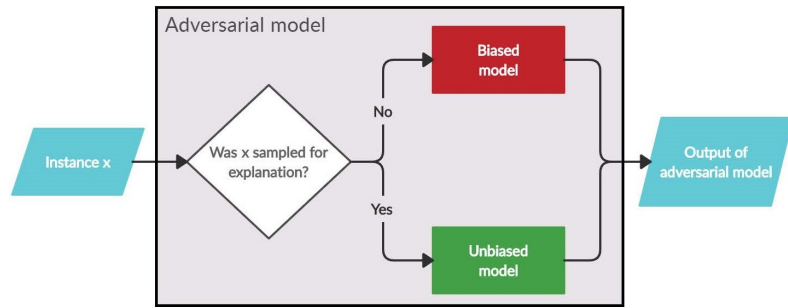 Adversarial model
Biased
model
No
Instance x
Was x sampled for
explanation?
Output of
adversarial model
Yes
Unbiased
model